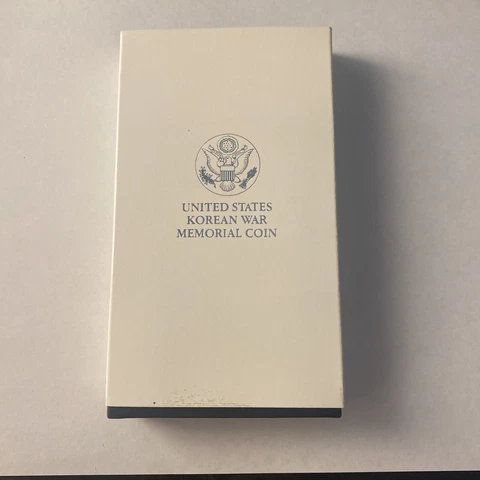 UNITED STATES
KOREAN WAR
MEMORIAL COIN